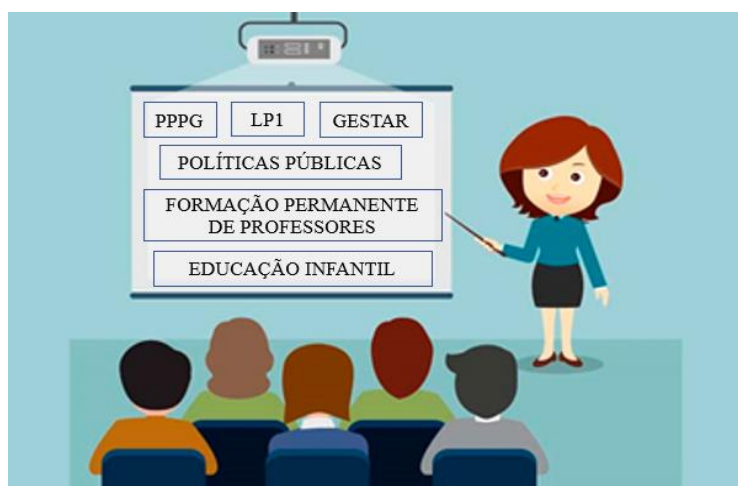 PPPG LP1 GESTAR
POLÍTICAS PÚBLICAS
FORMAÇÃO PERMANENTE
DE PROFESSORES
EDUCAÇÃO INFANTIL